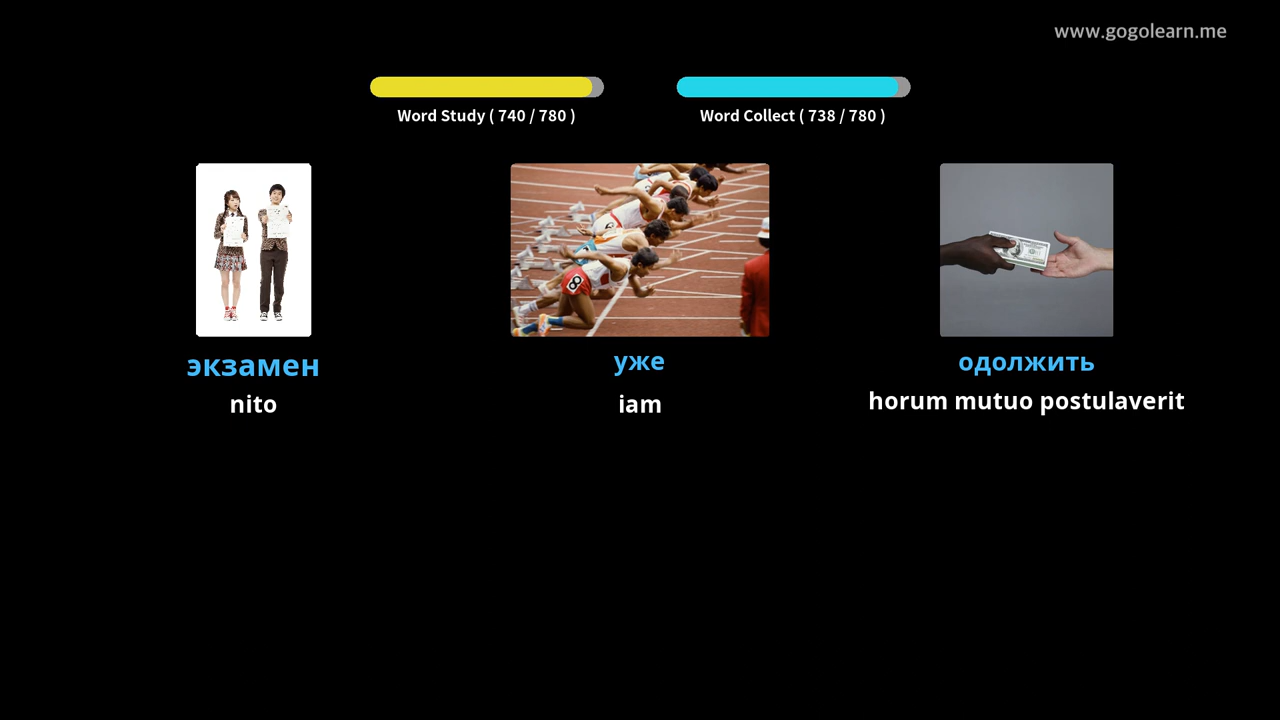 www.gogolearn.me
Word Study ( 740 / 780 )
Word Collect ( 738 / 780 )
экзамен
nito
уже
iam
одолжить
horum mutuo postulaverit